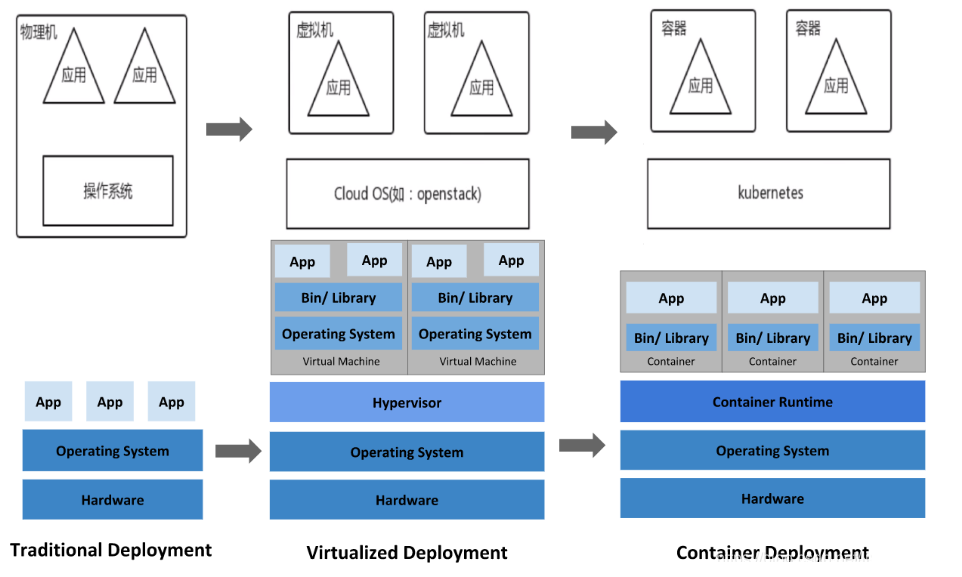 物理机
应用
应用
操作系统
虚拟机
应用
虚拟机
应用
Cloud OS(如：openstack)
容器
应用
容器
应用
kubernetes
App
App
App
Operating System
Hardware
Traditional Deployment
App
App
Bin/ Library
Operating System
Virtual Machine
App
App
Bin/ Library
Operating System
Virtual Machine
Hypervisor
Operating System
Hardware
Virtualized Deployment
App
Bin/ Library
Container
App
Bin/ Library
Container
App
Bin/ Library
Container
Container Runtime
Operating System
Hardware
Container Deployment